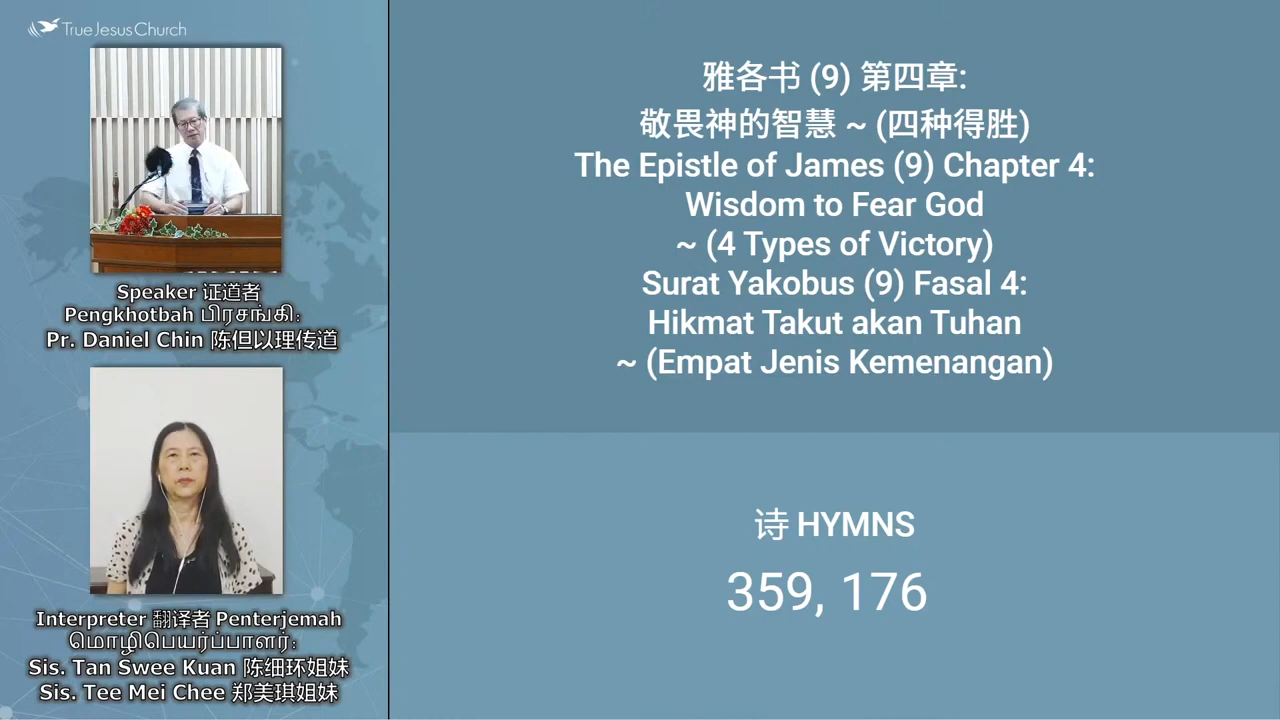 TrueJesusChurch
Speaker 证道者
Pengkhotbah பிரசங்கி:
Pr. Daniel Chin 陈但以理传道
Interpreter 翻译者 Penterjemah
மொழிபெயர்ப்பாளர்:
Sis. Tan Swee Kuan 陈细环姐妹
Sis. Tee Mei Chee 郑美琪姐妹
雅各书 (9) 第四章:
敬畏神的智慧 ~ (四种得胜)
The Epistle of James (9) Chapter 4:
Wisdom to Fear God
~ (4 Types of Victory)
Surat Yakobus (9) Fasal 4:
Hikmat Takut akan Tuhan
~ (Empat Jenis Kemenangan)
诗 HYMNS
359, 176